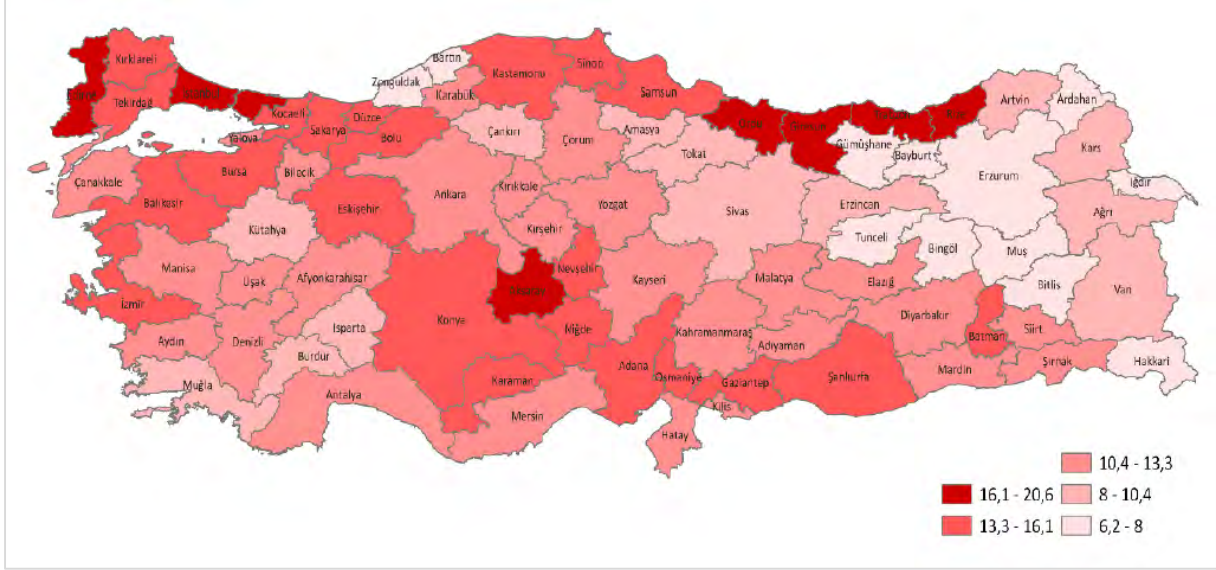 Bartın
Kırklareli
Sinop
Zonguldak
Kastamonu
Edirne
İstanbul
Samsun
Karabük
Artvin
Ardahan
Tekirdağ
Kocaeli
Düzce
Ordu
Giresun
Trabzon
Rize
Sakarya
Amasya
Yalova
Bolu
Çankırı
Çorum
Gümüşhane
Kars
Tokat
Bayburt
Bursa
Bilecik
Çanakkale
Erzurum
Iğdır
Ankara
Kırıkkale
Balıkesir
Eskişehir
Yozgat
Sivas
Erzincan
Ağrı
Kütahya
Kırşehir
Tunceli
Bingöl
Muş
Manisa
Uşak
Afyonkarahisar
Nevşehir
Kayseri
Malatya
Elazığ
Bitlis
Van
Aksaray
İzmir
Konya
Diyarbakır
Isparta
Niğde
Kahramanmaraş
Siirt
Batman
Aydın
Denizli
Adıyaman
Burdur
Adana
Mardin
Şırnak
Hakkari
Muğla
Karaman
Osmaniye
Gaziantep
Şanlıurfa
Antalya
Mersin
Kilis
Hatay
10,4 - 13,3
16,1 - 20,6
8 - 10,4
13,3 - 16,1
6,2 - 8